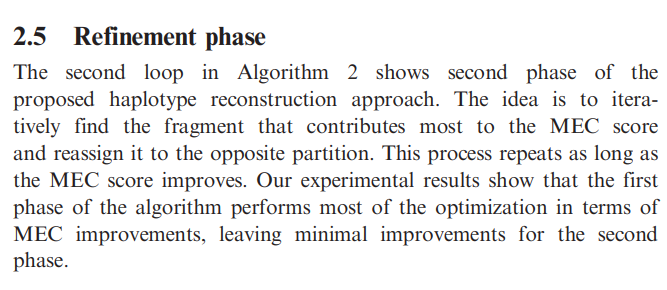 2.5 Refinement phase
The second loop in Algorithm 2 shows second phase of the
proposed haplotype reconstruction approach. The idea is to itera-
tively find the fragment that contributes most to the MEC score
and reassign it to the opposite partition. This process repeats as long as
the MEC score improves. Our experimental results show that the first
phase of the algorithm performs most of the optimization in terms of
MEC improvements, leaving minimal improvements for the second
phase.